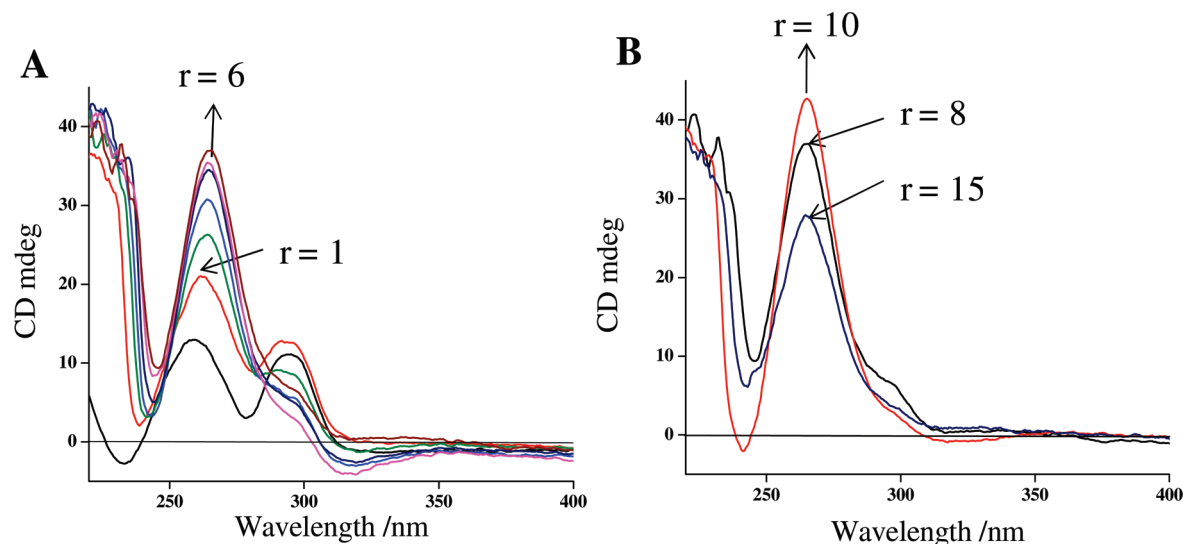 A
r = 6
r = 1
CD mdeg
40
30
20
10
0
250
300
350
400
Wavelength /nm
B
r = 10
r = 8
r = 15
CD mdeg
40
30
20
10
0
250
300
350
400
Wavelength /nm